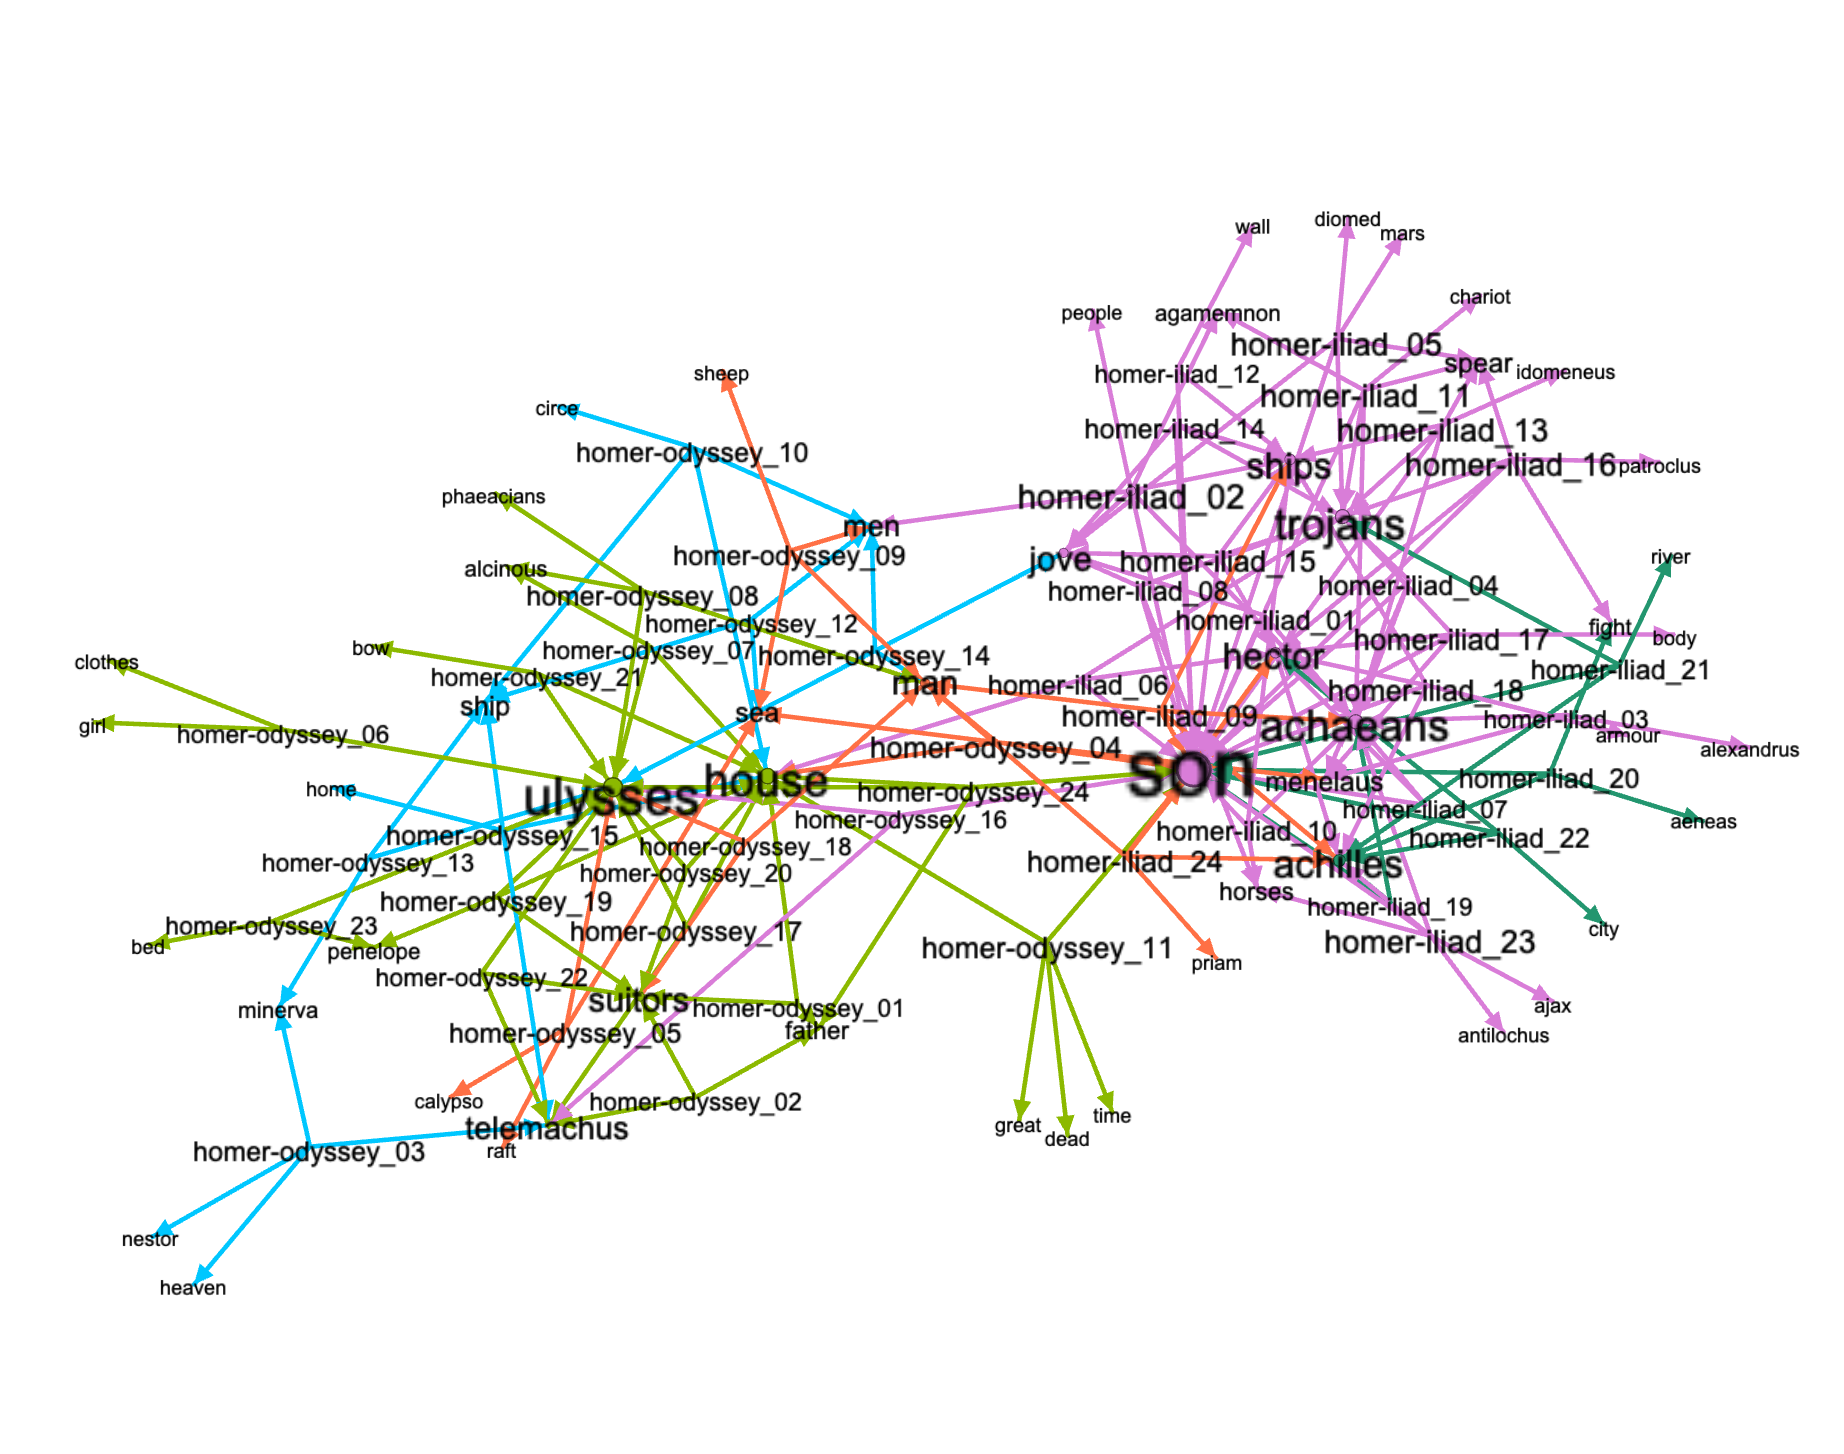 diomed
wall
mars
chariot
people
agamemnon
homer-iliad_05
spear
idomeneus
sheep
homer-iliad_12
homer-iliad_11
circe
homer-iliad_14
homer-iliad_13
homer-odyssey_10
ships
homer-iliad_16
patroclus
phaeacians
homer-iliad_02
men
trojans
homer-odyssey_09
jove
homer-iliad_15
river
alcinous
homer-odyssey_08
homer-iliad_08
homer-iliad_04
homer-odyssey_12
homer-iliad_01
fight
body
bow
homer-odyssey_07
homer-odyssey_14
hector
homer-iliad_17
clothes
homer-odyssey_21
man
homer-iliad_06
homer-iliad_18
homer-iliad_21
ship
sea
homer-iliad_09
achaeans
homer-iliad_03
girl
homer-odyssey_06
homer-odyssey_04
armour
alexandrus
home
ulysses
house
homer-odyssey_24
son
menelaus
homer-iliad_20
homer-odyssey_15
homer-odyssey_16
homer-iliad_07
aeneas
homer-odyssey_13
homer-odyssey_18
homer-iliad_10
homer-iliad_22
homer-odyssey_20
homer-iliad_24
achilles
homer-odyssey_19
horses
homer-iliad_19
homer-odyssey_23
homer-odyssey_17
city
bed
penelope
homer-odyssey_11
priam
homer-iliad_23
homer-odyssey_22
minerva
suitors
homer-odyssey_01
ajax
homer-odyssey_05
father
antilochus
calypso
homer-odyssey_02
great
time
telemachus
dead
homer-odyssey_03
raft
nestor
heaven